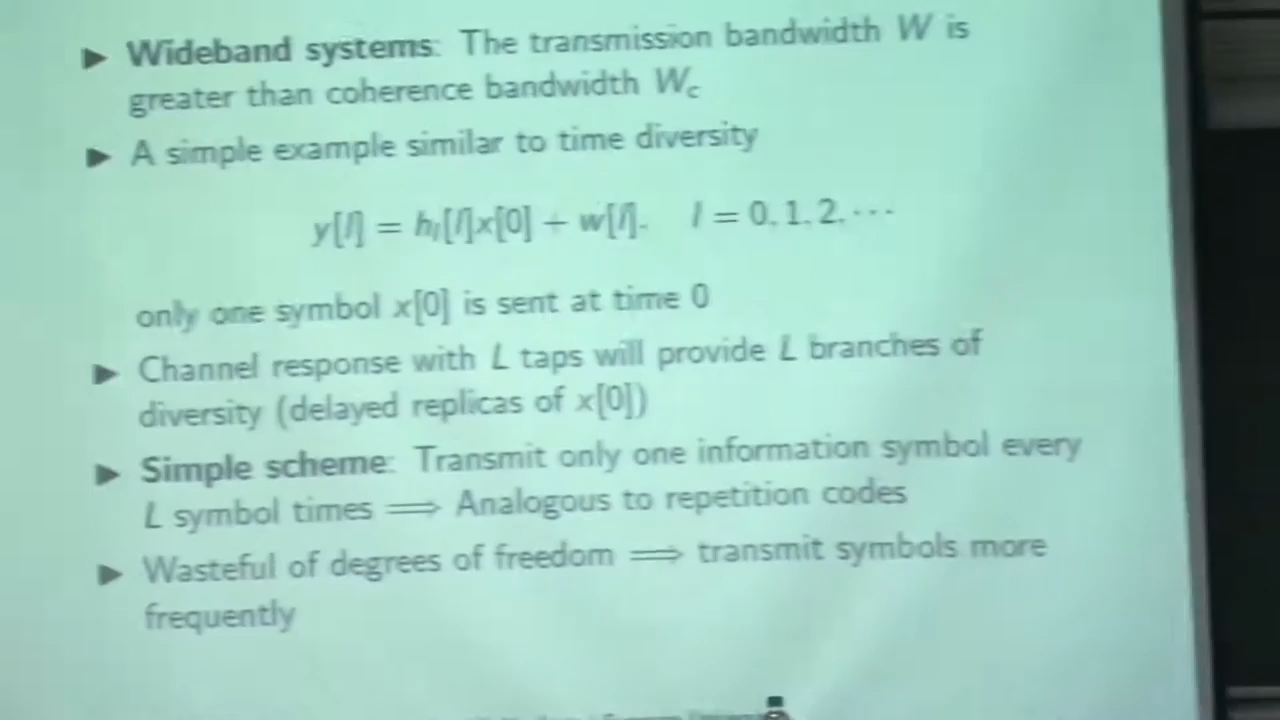 ► Wideband systems: The transmission bandwidth W is
greater than coherence bandwidth W_c
► A simple example similar to time diversity
y[l] = h_l[l]x[0] + w[l]. l = 0, 1, 2, ⋯
only one symbol x[0] is sent at time 0
► Channel response with L taps will provide L branches of
diversity (delayed replicas of x[0])
► Simple scheme: Transmit only one information symbol every
L symbol times ⟹ Analogous to repetition codes
► Wasteful of degrees of freedom ⟹ transmit symbols more
frequently